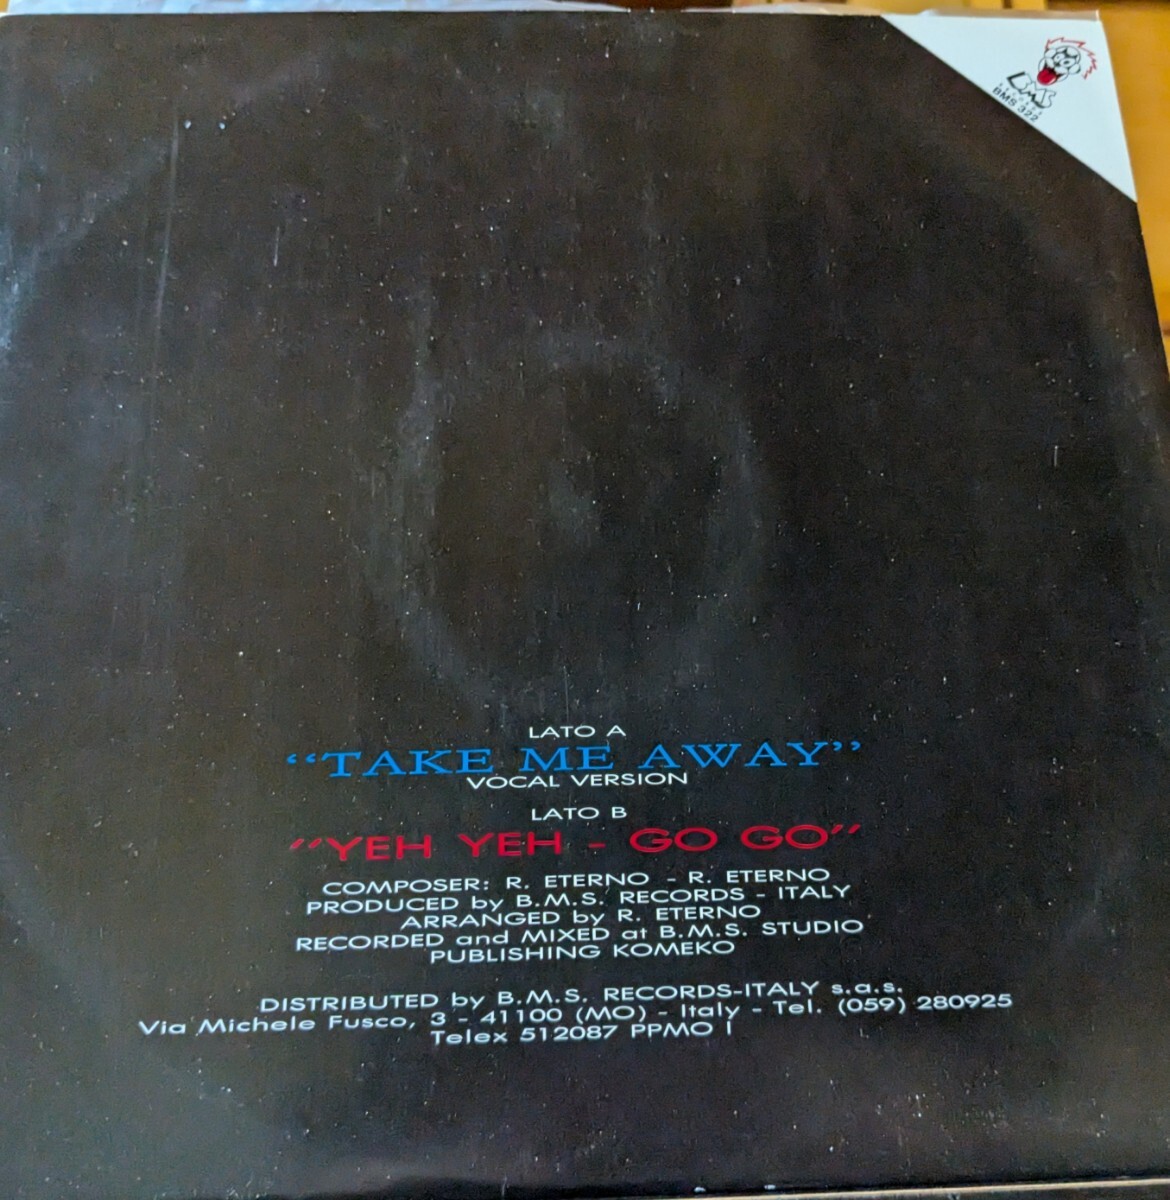 BMS
BMS 322
LATO A
“TAKE ME AWAY”
VOCAL VERSION
LATO B
“YEH YEH - GO GO”
COMPOSER: R. ETERNO - R. ETERNO
PRODUCED by B.M.S. RECORDS - ITALY
ARRANGED by R. ETERNO
RECORDED and MIXED at B.M.S. STUDIO
PUBLISHING KOMEKO
DISTRIBUTED by B.M.S. RECORDS-ITALY s.a.s.
Via Michele Fusco, 3 - 41100 (MO) - Italy - Tel. (059) 280925
Telex 512087 PPMO I